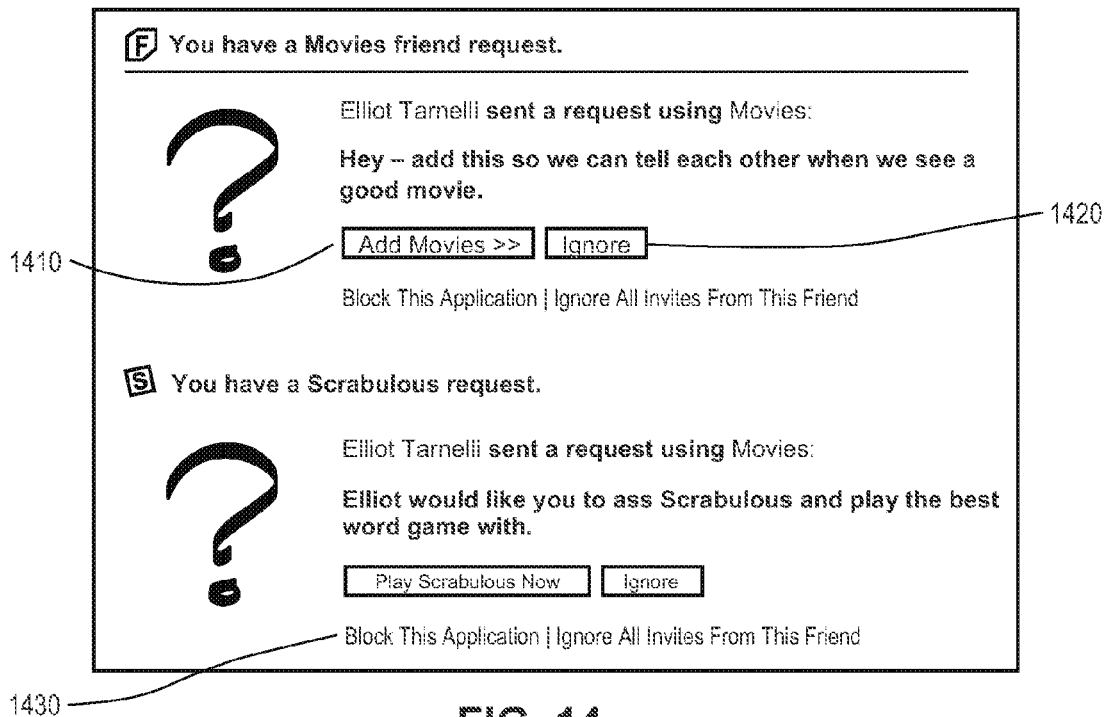 F You have a Movies friend request.
Elliot Tarnelli sent a request using Movies:
Hey – add this so we can tell each other when we see a
good movie.
1420
Add Movies >> Ignore
1410
Block This Application | Ignore All Invites From This Friend
S You have a Scrabulous request.
Elliot Tarnelli sent a request using Movies:
Elliot would like you to ass Scrabulous and play the best
word game with.
Play Scrabulous Now Ignore
Block This Application | Ignore All Invites From This Friend
1430
FIG. 14